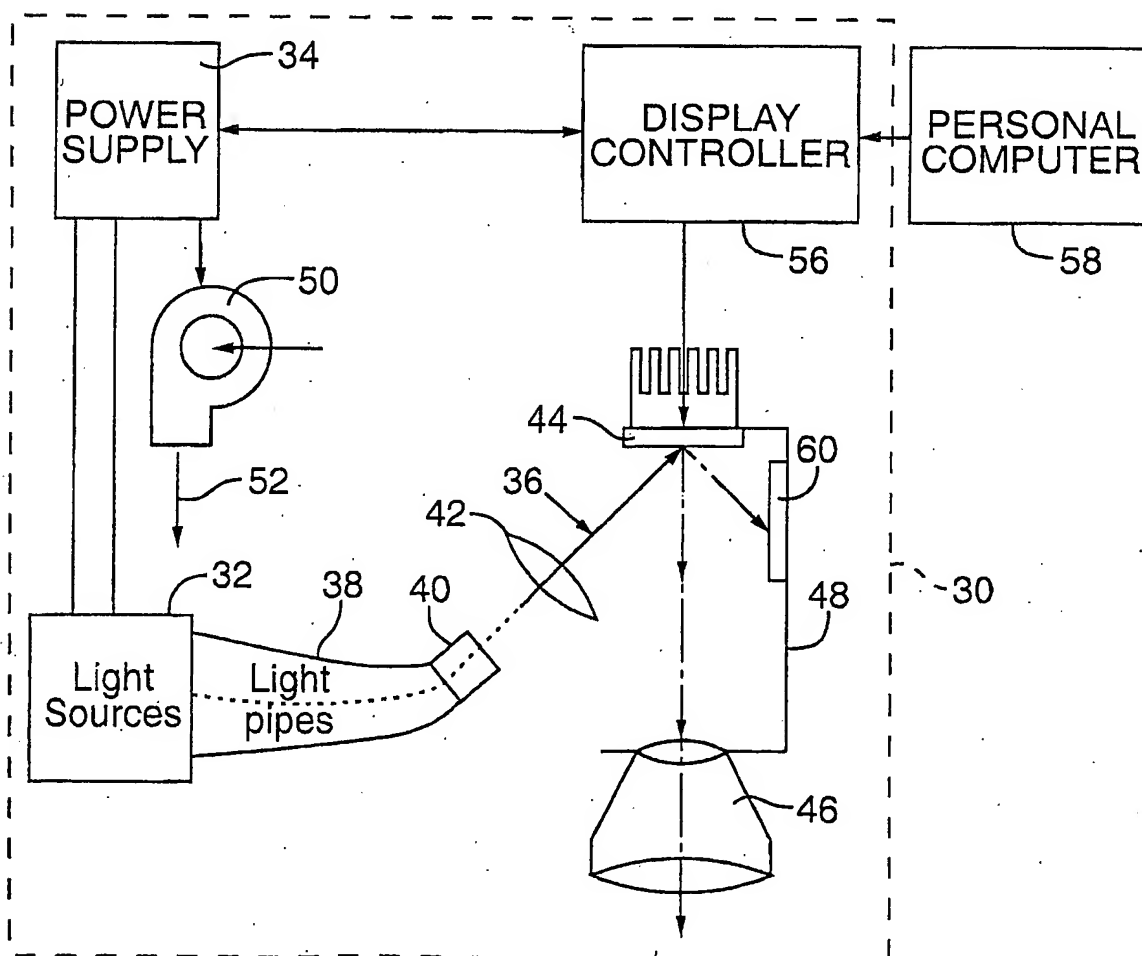 34
POWER
SUPPLY
DISPLAY
CONTROLLER
PERSONAL
COMPUTER
56
58
50
44
60
52
36
42
32
38
40
48
30
Light
Sources
Light
pipes
46